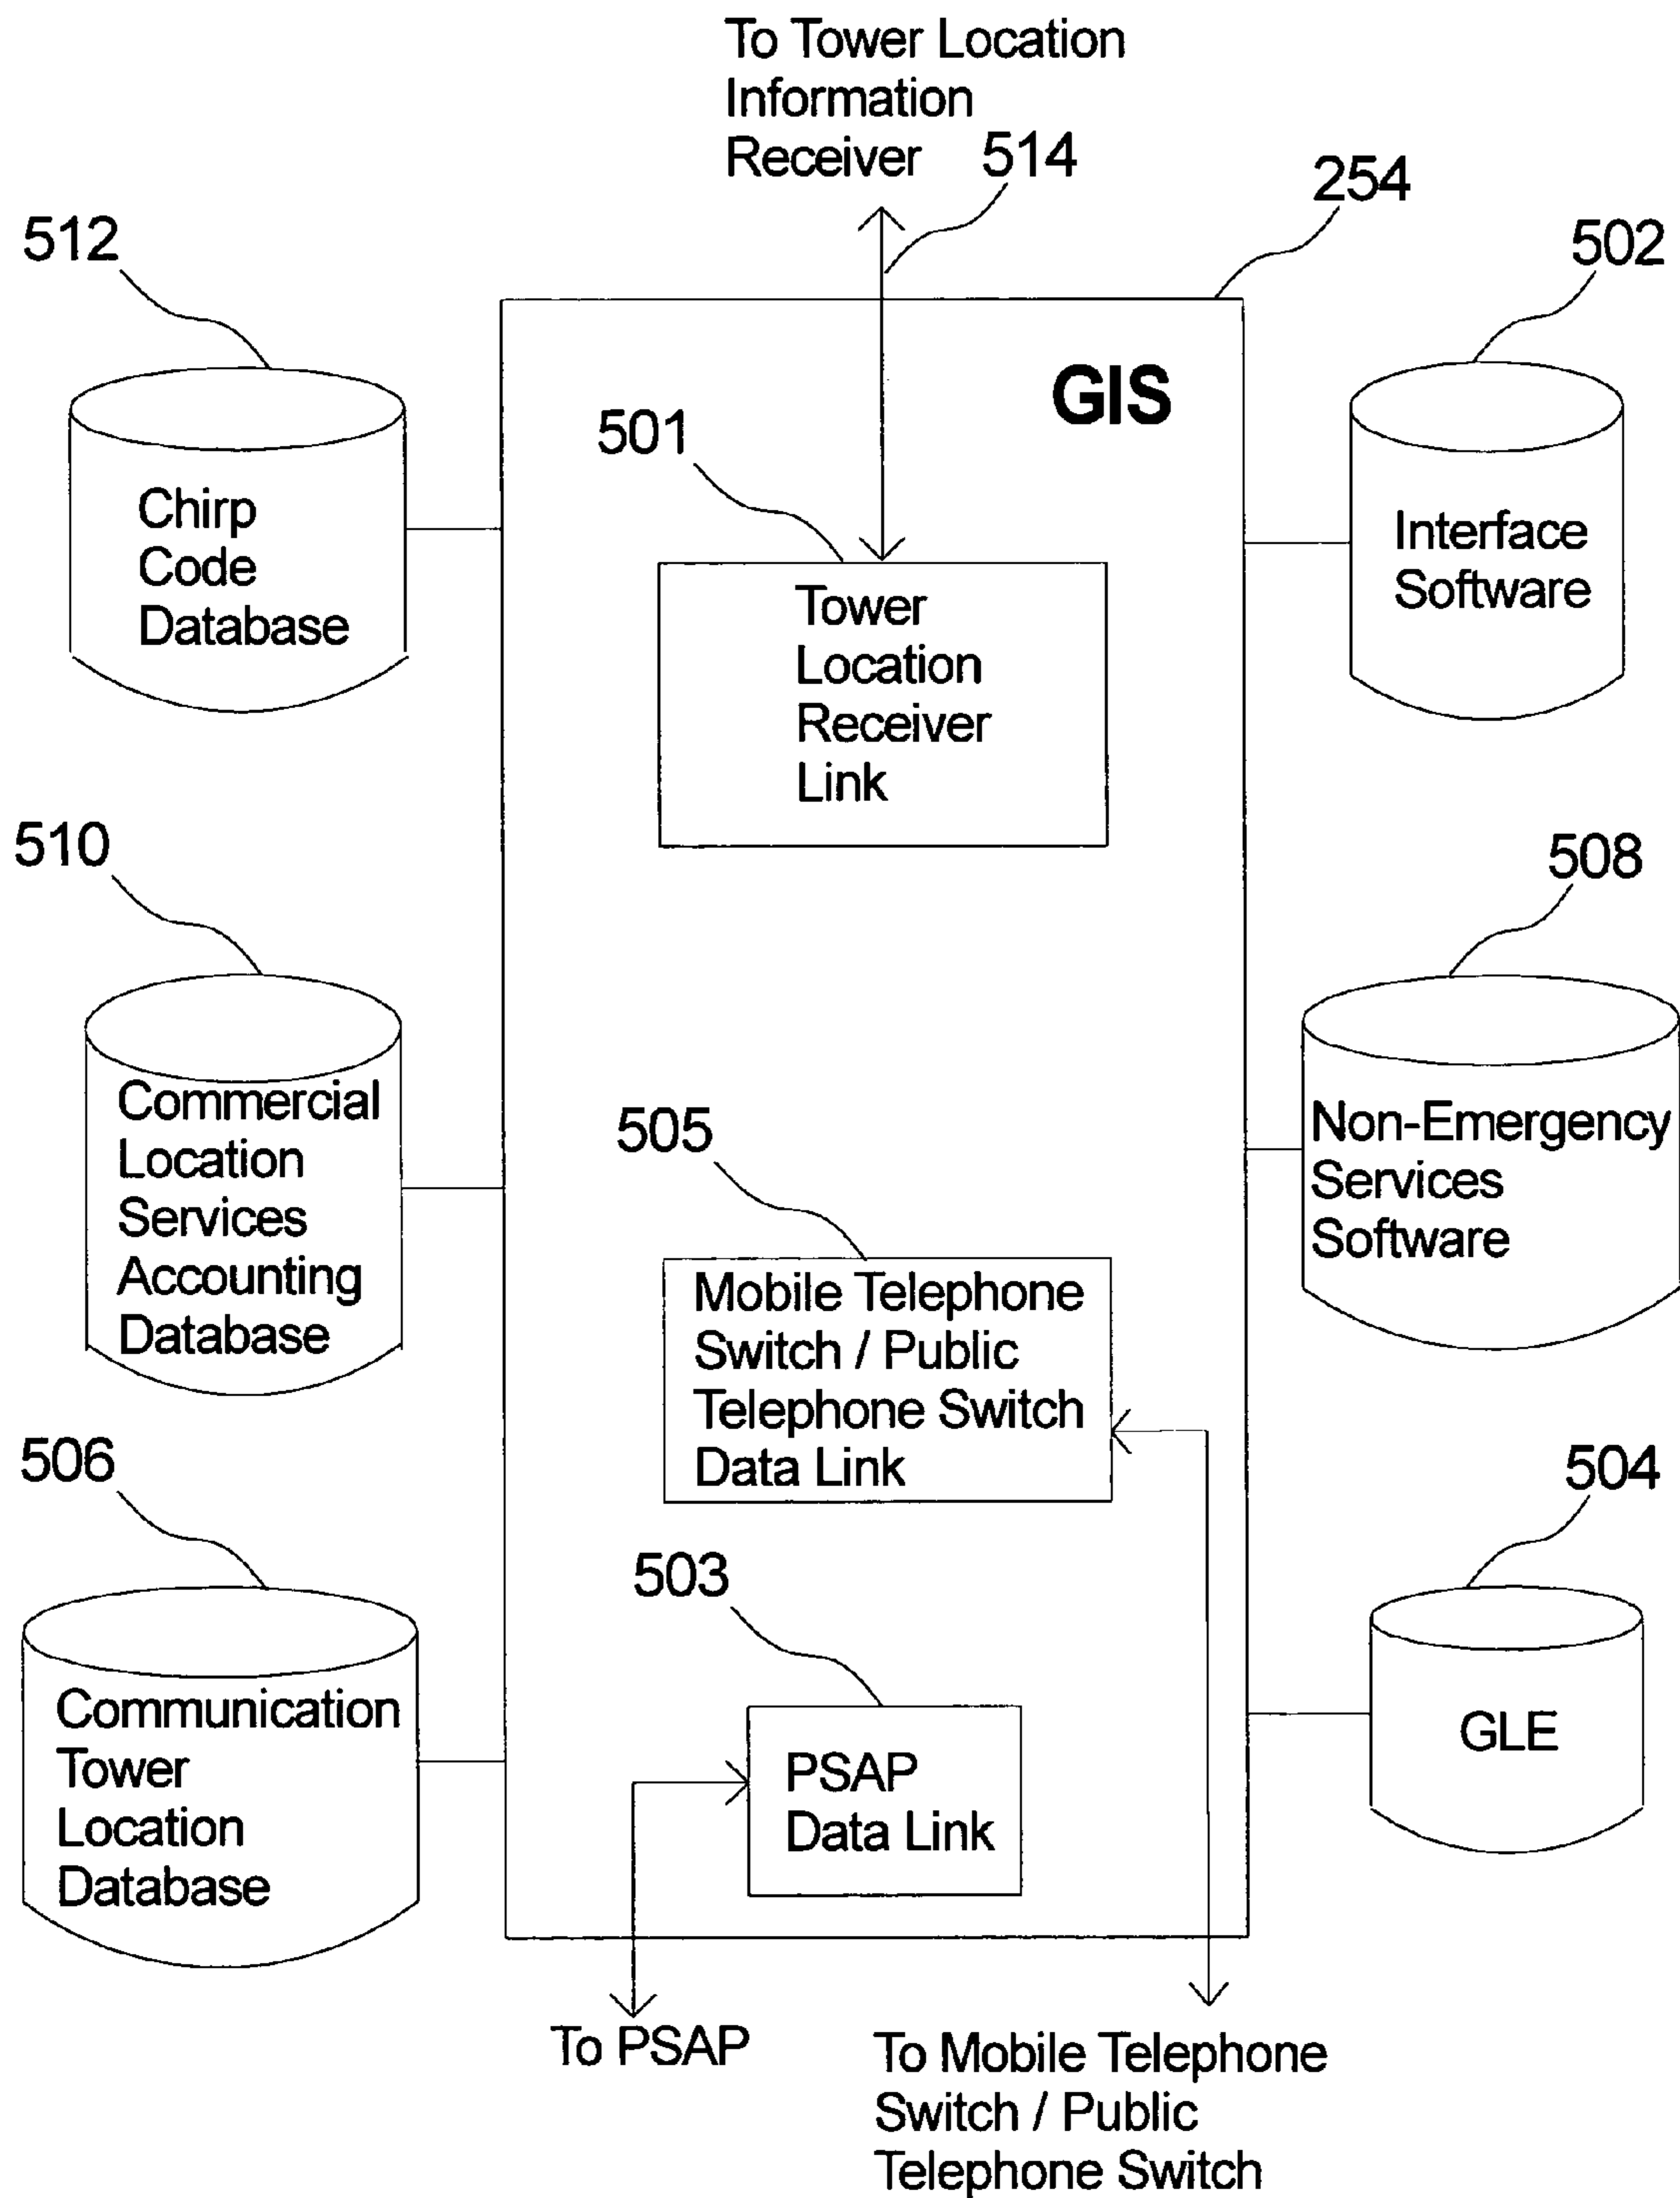 To Tower Location
Information
Receiver
514
254
512
502
GIS
501
Chirp
Code
Database
Interface
Software
Tower
Location
Receiver
Link
510
508
Commercial
Location
Services
Accounting
Database
505
Non-Emergency
Services
Software
Mobile Telephone
Switch / Public
Telephone Switch
Data Link
506
504
503
Communication
Tower
Location
Database
PSAP
Data Link
GLE
To PSAP
To Mobile Telephone
Switch / Public
Telephone Switch